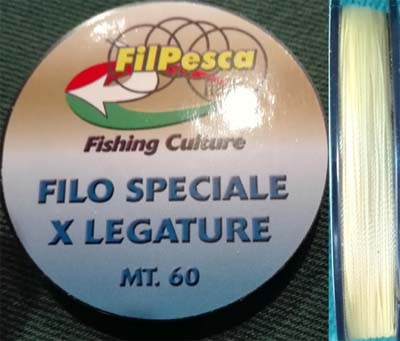 FilPesca
Fishing Culture
FILO SPECIALE
X LEGATURE
MT. 60